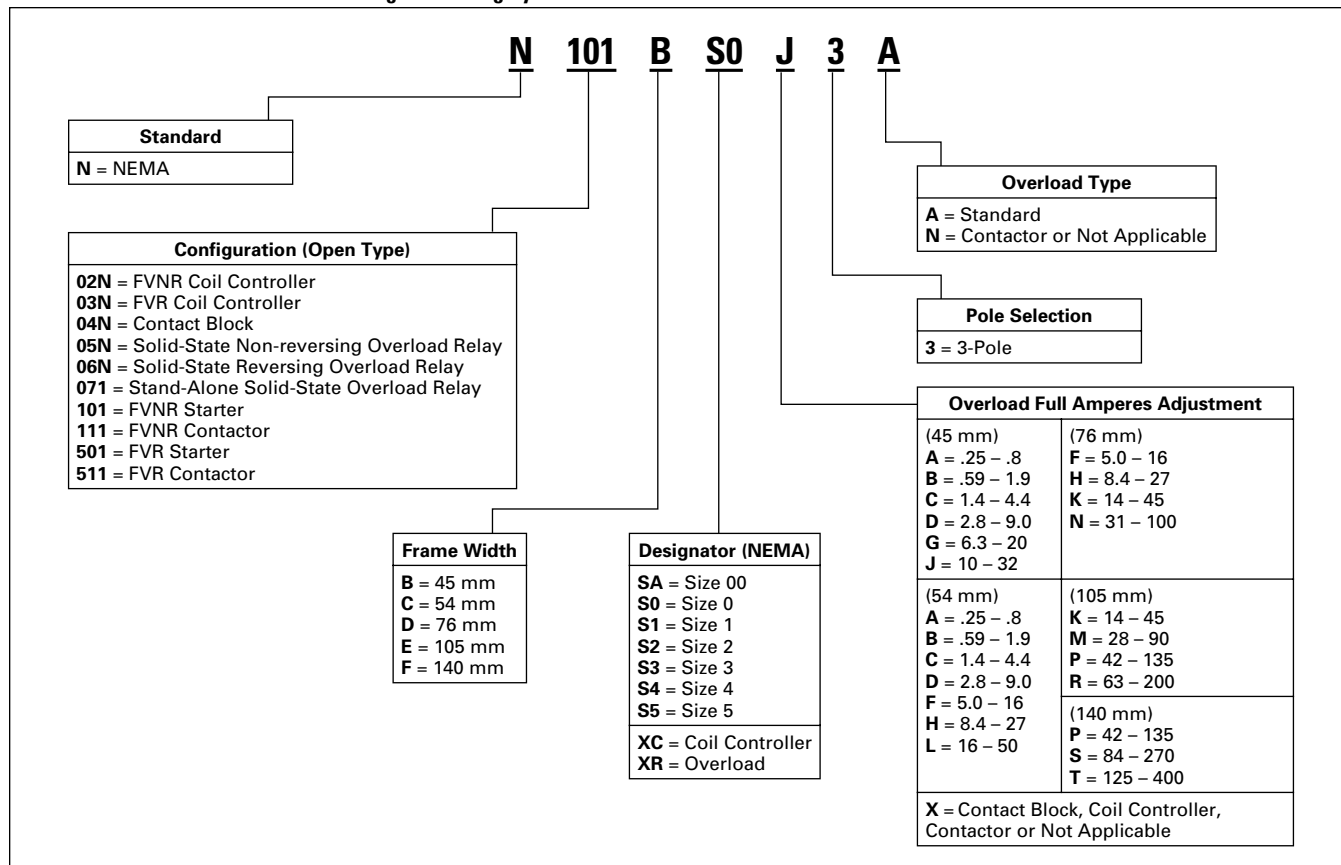 N 101 B S0 J 3 A
Standard
N = NEMA
Configuration (Open Type)
02N = FVNR Coil Controller
03N = FVR Coil Controller
04N = Contact Block
05N = Solid-State Non-reversing Overload Relay
06N = Solid-State Reversing Overload Relay
071 = Stand-Alone Solid-State Overload Relay
101 = FVNR Starter
111 = FVNR Contactor
501 = FVR Starter
511 = FVR Contactor
Frame Width
B = 45 mm
C = 54 mm
D = 76 mm
E = 105 mm
F = 140 mm
Designator (NEMA)
SA = Size 00
S0 = Size 0
S1 = Size 1
S2 = Size 2
S3 = Size 3
S4 = Size 4
S5 = Size 5
XC = Coil Controller
XR = Overload
Overload Type
A = Standard
N = Contactor or Not Applicable
Pole Selection
3 = 3-Pole
Overload Full Amperes Adjustment
(45 mm)
A = .25 – .8
B = .59 – 1.9
C = 1.4 – 4.4
D = 2.8 – 9.0
G = 6.3 – 20
J = 10 – 32
(76 mm)
F = 5.0 – 16
H = 8.4 – 27
K = 14 – 45
N = 31 – 100
(54 mm)
A = .25 – .8
B = .59 – 1.9
C = 1.4 – 4.4
D = 2.8 – 9.0
F = 5.0 – 16
H = 8.4 – 27
L = 16 – 50
(105 mm)
K = 14 – 45
M = 28 – 90
P = 42 – 135
R = 63 – 200
(140 mm)
P = 42 – 135
S = 84 – 270
T = 125 – 400
X = Contact Block, Coil Controller,
Contactor or Not Applicable